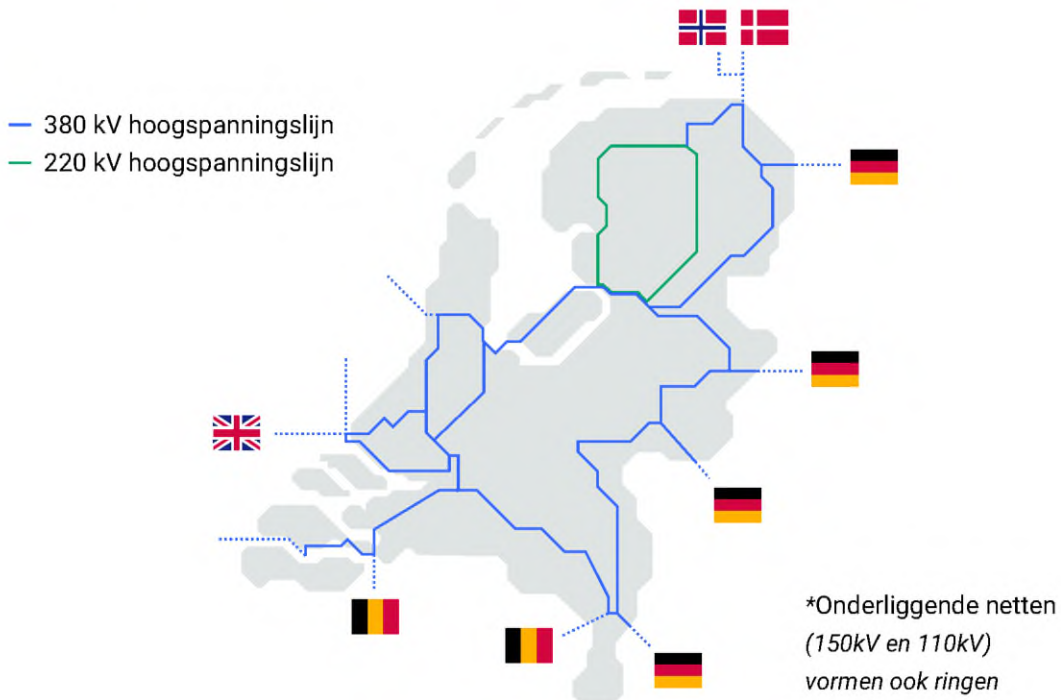 380 kV hoogspanningslijn
220 kV hoogspanningslijn
*Onderliggende netten
(150kV en 110kV)
vormen ook ringen